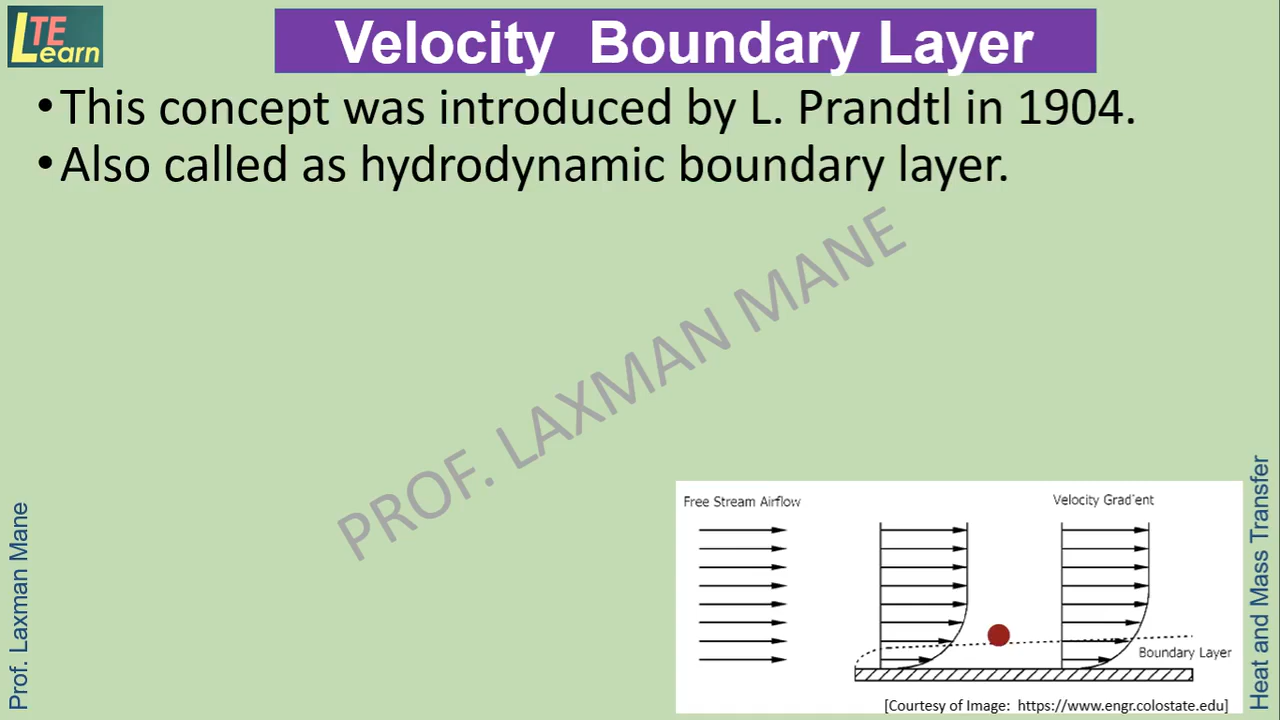 LTE
Learn
Velocity Boundary Layer
•This concept was introduced by L. Prandtl in 1904.
•Also called as hydrodynamic boundary layer.
PROF. LAXMAN MANE
Prof. Laxman Mane
Heat and Mass Transfer
Free Stream Airflow
Velocity Gradient
Boundary Layer
[Courtesy of Image: https://www.engr.colostate.edu]